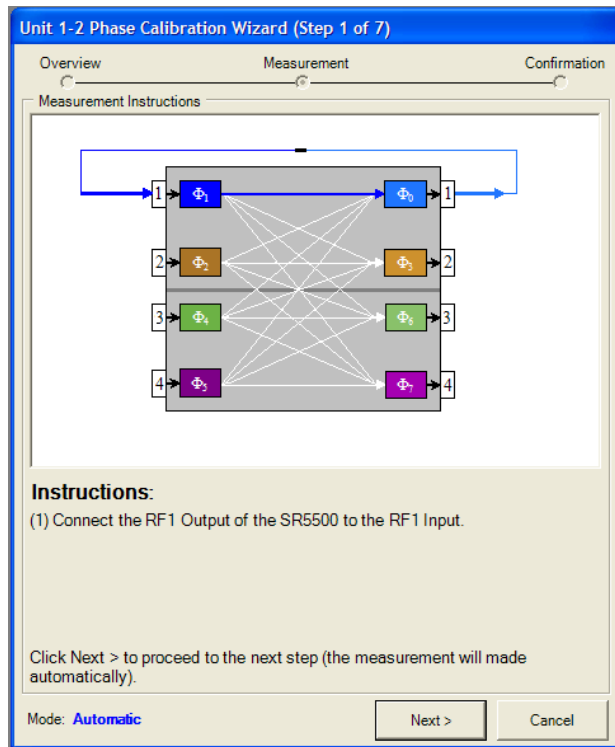 Unit 1-2 Phase Calibration Wizard (Step 1 of 7)
Overview Measurement Confirmation
Measurement Instructions
1 Φ1 Φ0 1
2 Φ2 Φ3 2
3 Φ4 Φ6 3
4 Φ5 Φ7 4
Instructions:
(1) Connect the RF1 Output of the SR5500 to the RF1 Input.
Click Next > to proceed to the next step (the measurement will made
automatically).
Mode: Automatic Next > Cancel